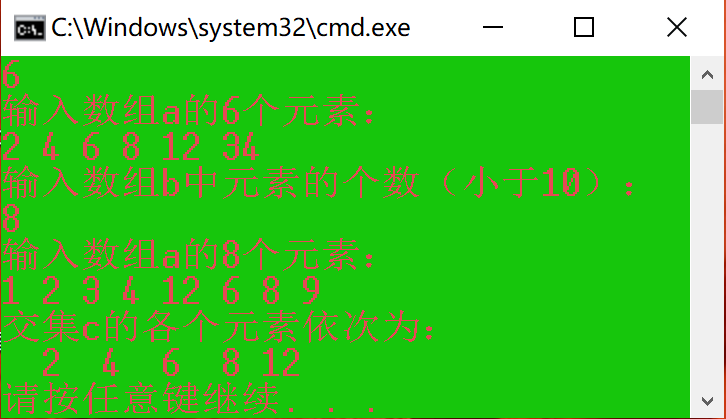 C:\Windows\system32\cmd.exe
6
输入数组a的6个元素：
2 4 6 8 12 34
输入数组b中元素的个数（小于10）：
8
输入数组a的8个元素：
1 2 3 4 12 6 8 9
交集c的各个元素依次为：
  2  4  6  8 12
请按任意键继续. . .